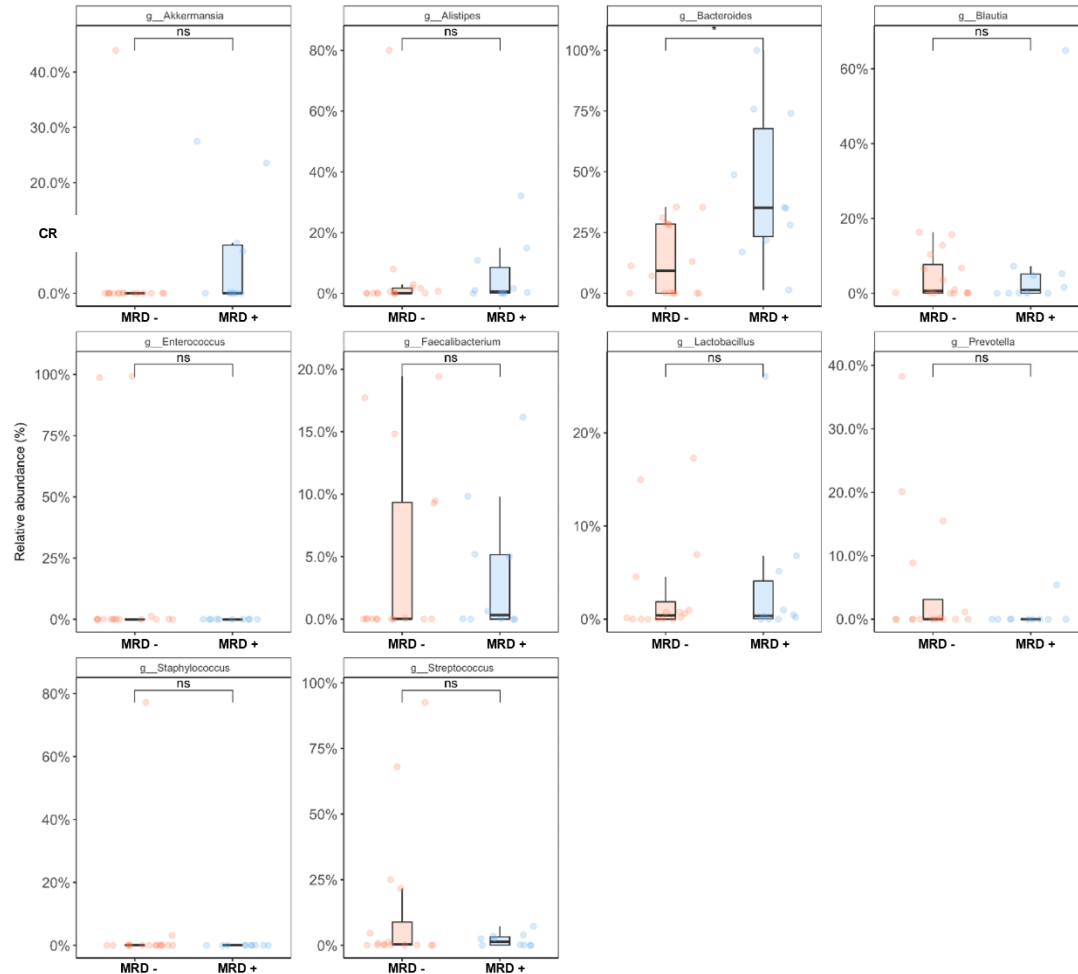 g__Akkermansia
ns
40.0%
30.0%
20.0%
CR
0.0%
MRD -
MRD +
g__Alistipes
ns
80%
60%
40%
20%
0%
MRD -
MRD +
g__Bacteroides
*
100%
75%
50%
25%
0%
MRD -
MRD +
g__Blautia
ns
60%
40%
20%
0%
MRD -
MRD +
Relative abundance (%)
g__Enterococcus
ns
100%
75%
50%
25%
0%
MRD -
MRD +
g__Faecalibacterium
ns
20.0%
15.0%
10.0%
5.0%
0.0%
MRD -
MRD +
g__Lactobacillus
ns
20%
10%
0%
MRD -
MRD +
g__Prevotella
ns
40.0%
30.0%
20.0%
10.0%
0.0%
MRD -
MRD +
g__Staphylococcus
ns
80%
60%
40%
20%
0%
MRD -
MRD +
g__Streptococcus
ns
100%
75%
50%
25%
0%
MRD -
MRD +